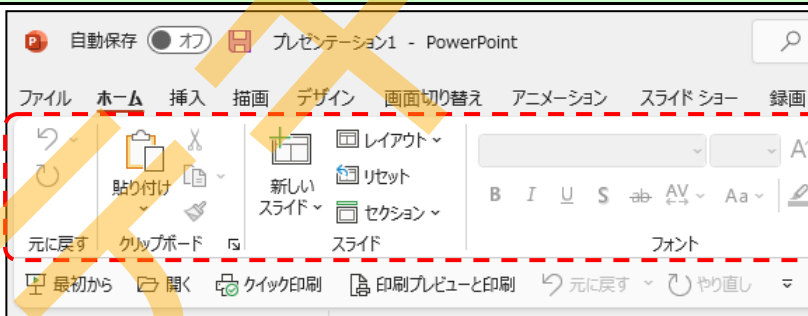 自動保存 オフ プレゼンテーション1 - PowerPoint
ファイル ホーム 挿入 描画 デザイン 画面切り替え アニメーション スライド ショー 録画
貼り付け
新しい
スライド
レイアウト
リセット
セクション
B I U S ab AV Aa
元に戻す クリップボード スライド フォント
最初から 開く クイック印刷 印刷プレビューと印刷 元に戻す やり直し